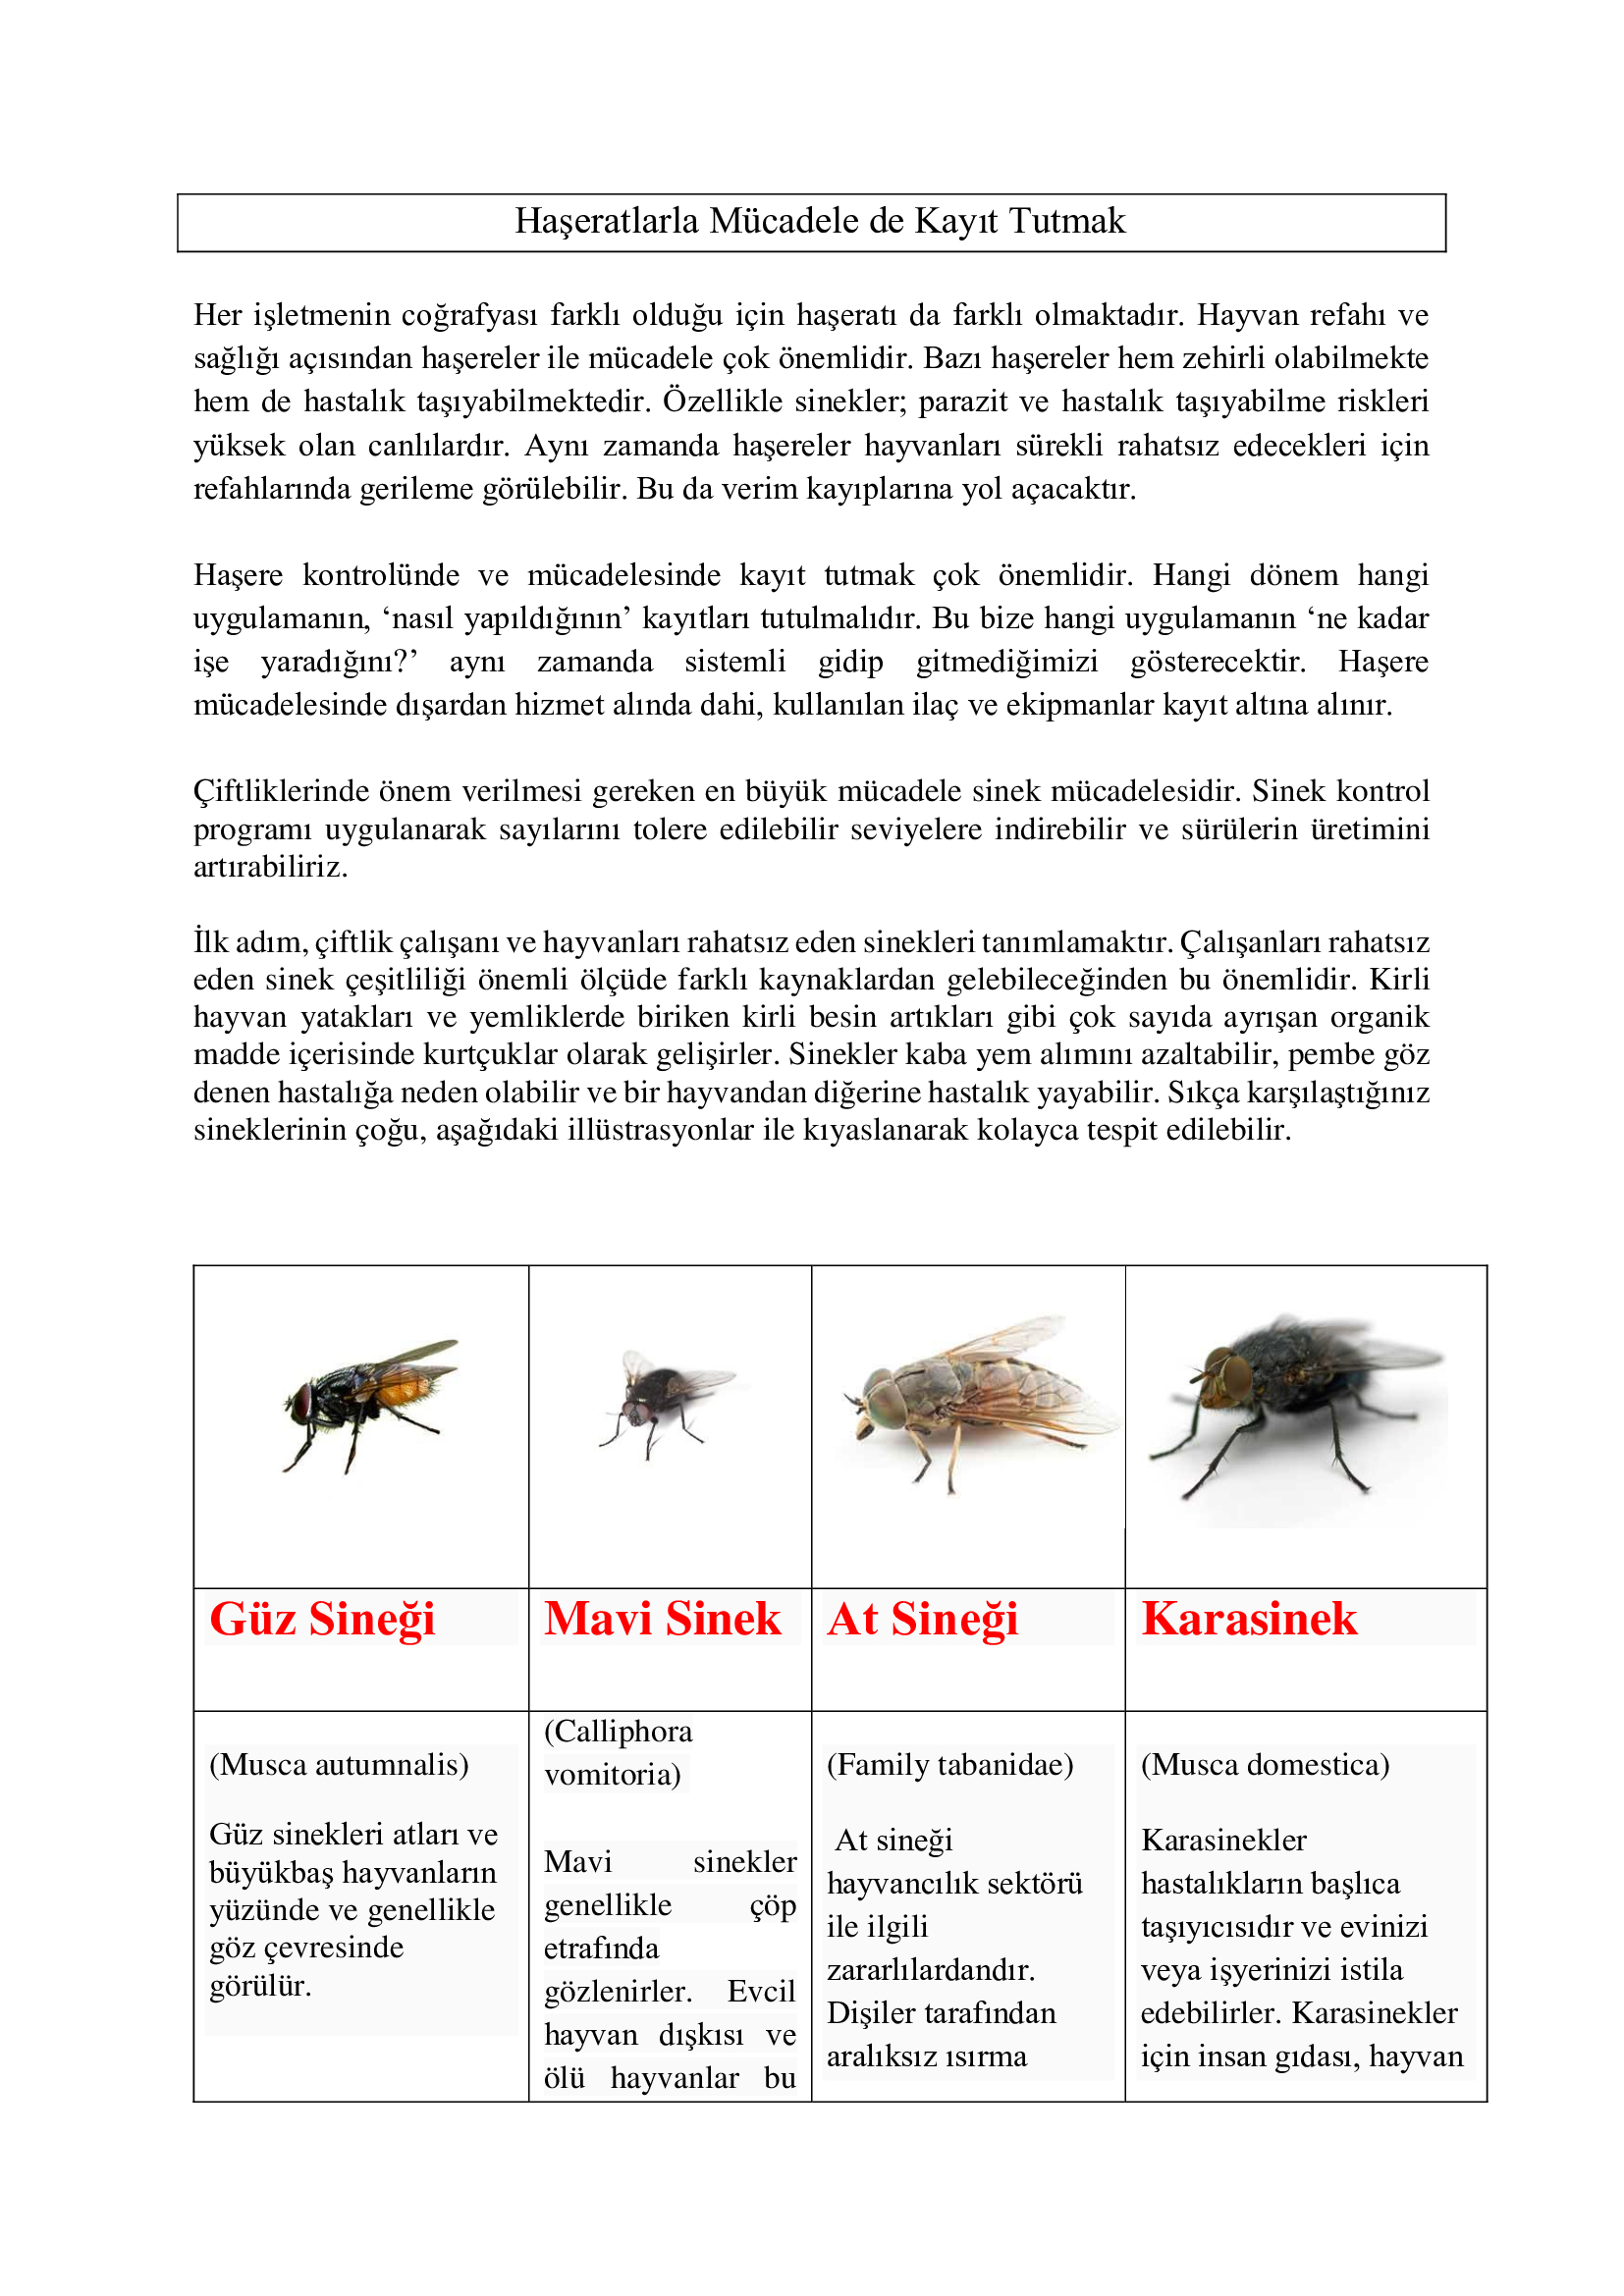 Haşeratlarla Mücadele de Kayıt Tutmak
Her işletmenin coğrafyası farklı olduğu için haşeratı da farklı olmaktadır. Hayvan refahı ve
sağlığı açısından haşereler ile mücadele çok önemlidir. Bazı haşereler hem zehirli olabilmekte
hem de hastalık taşıyabilmektedir. Özellikle sinekler; parazit ve hastalık taşıyabilme riskleri
yüksek olan canlılardır. Aynı zamanda haşereler hayvanları sürekli rahatsız edecekleri için
refahlarında gerileme görülebilir. Bu da verim kayıplarına yol açacaktır.
Haşere kontrolünde ve mücadelesinde kayıt tutmak çok önemlidir. Hangi dönem hangi
uygulamanın, ‘nasıl yapıldığının’ kayıtları tutulmalıdır. Bu bize hangi uygulamanın ‘ne kadar
işe yaradığını?’ aynı zamanda sistemli gidip gitmediğimizi gösterecektir. Haşere
mücadelesinde dışardan hizmet alında dahi, kullanılan ilaç ve ekipmanlar kayıt altına alınır.
Çiftliklerinde önem verilmesi gereken en büyük mücadele sinek mücadelesidir. Sinek kontrol
programı uygulanarak sayılarını tolere edilebilir seviyelere indirebilir ve sürülerin üretimini
artırabiliriz.
İlk adım, çiftlik çalışanı ve hayvanları rahatsız eden sinekleri tanımlamaktır. Çalışanları rahatsız
eden sinek çeşitliliği önemli ölçüde farklı kaynaklardan gelebileceğinden bu önemlidir. Kirli
hayvan yatakları ve yemliklerde biriken kirli besin artıkları gibi çok sayıda ayrışan organik
madde içerisinde kurtçuklar olarak gelişirler. Sinekler kaba yem alımını azaltabilir, pembe göz
denen hastalığa neden olabilir ve bir hayvandan diğerine hastalık yayabilir. Sıkça karşılaştığınız
sineklerinin çoğu, aşağıdaki illüstrasyonlar ile kıyaslanarak kolayca tespit edilebilir.
Güz Sineği
Mavi Sinek
At Sineği
Karasinek
(Musca autumnalis)
Güz sinekleri atları ve
büyükbaş hayvanların
yüzünde ve genellikle
göz çevresinde
görülür.
(Calliphora
vomitoria)
Mavi sinekler
genellikle çöp
etrafında
gözlenirler. Evcil
hayvan dışkısı ve
ölü hayvanlar bu
(Family tabanidae)
At sineği
hayvancılık sektörü
ile ilgili
zararlılardandır.
Dişiler tarafından
aralıksız ısırma
(Musca domestica)
Karasinekler
hastalıkların başlıca
taşıyıcısıdır ve evinizi
veya işyerinizi istila
edebilirler. Karasinekler
için insan gıdası, hayvan